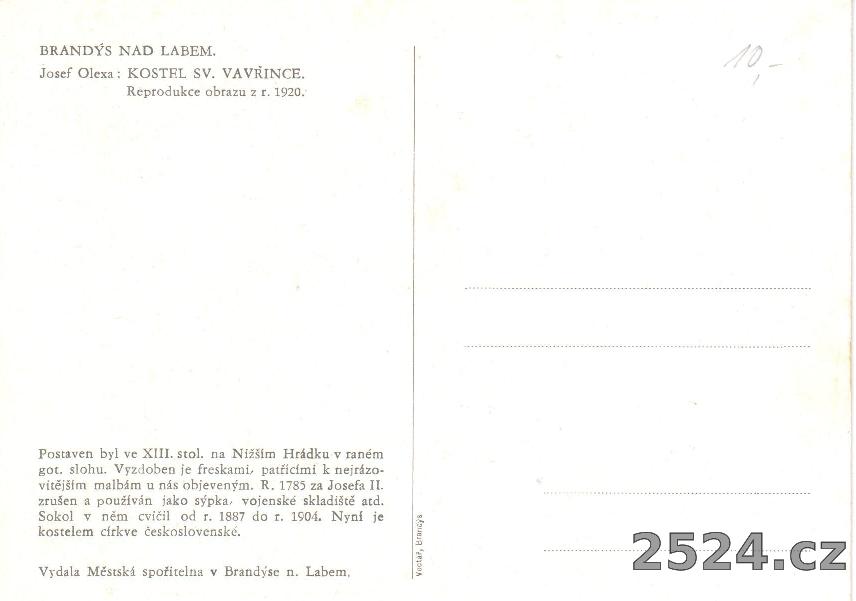 BRANDÝS NAD LABEM.
Josef Olexa: KOSTEL SV. VAVŘINCE.
Reprodukce obrazu z r. 1920.
Postaven byl ve XIII. stol. na Nižším Hrádku v raném
got. slohu. Vyzdoben je freskami, patřícími k nejrázo-
vitějším malbám u nás objeveným. R. 1785 za Josefa II.
zrušen a používán jako sýpka, vojenské skladiště atd.
Sokol v něm cvičil od r. 1887 do r. 1904. Nyní je
kostelem církve československé.
Vydala Městská spořitelna v Brandýse n. Labem.
Voctář, Brandýs
10,-
2524.cz